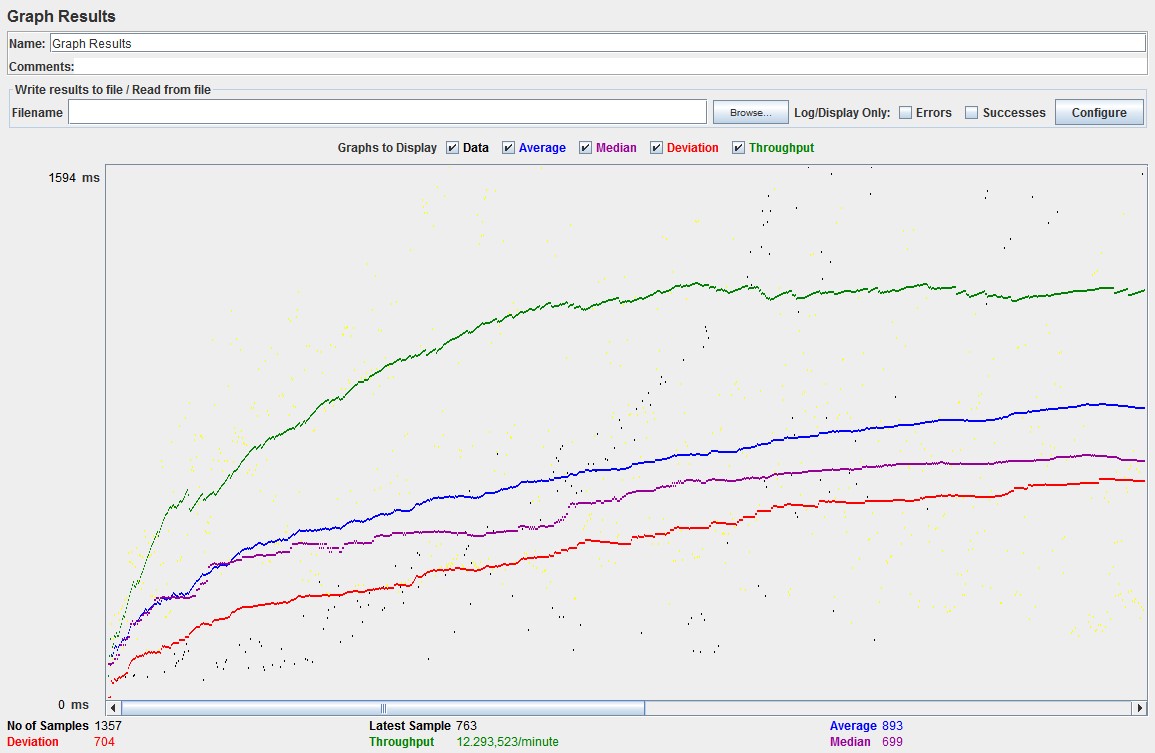 Graph Results
Name: Graph Results
Comments:
Write results to file / Read from file
Filename Browse... Log/Display Only: Errors Successes Configure
Graphs to Display Data Average Median Deviation Throughput
1594 ms
0 ms
No of Samples 1357 Latest Sample 763 Average 893
Deviation 704 Throughput 12.293,523/minute Median 699